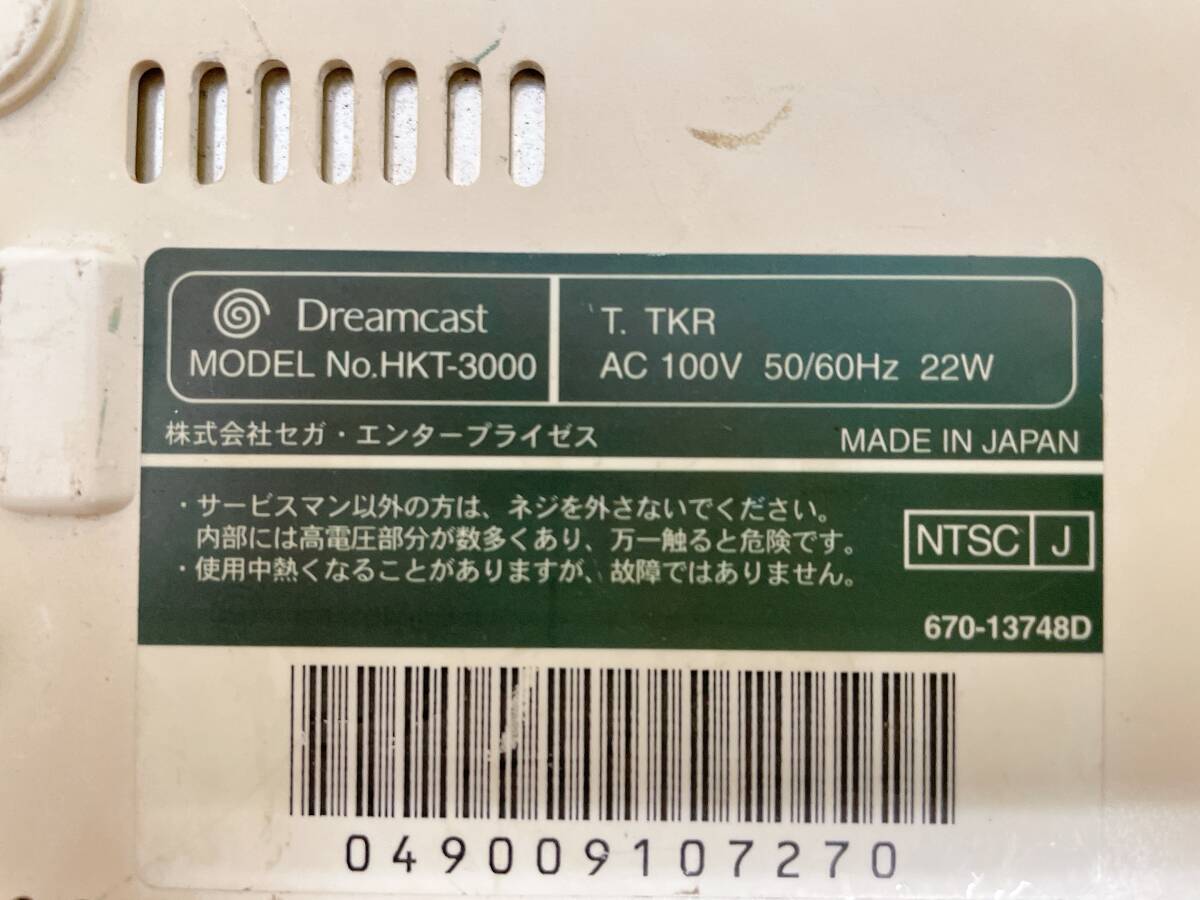 Dreamcast
MODEL No.HKT-3000
T. TKR
AC 100V 50/60Hz 22W
株式会社セガ・エンタープライゼス
MADE IN JAPAN
・サービスマン以外の方は、ネジを外さないでください。
内部には高電圧部分が数多くあり、万一触ると危険です。
・使用中熱くなることがありますが、故障ではありません。
NTSC J
670-13748D
049009107270